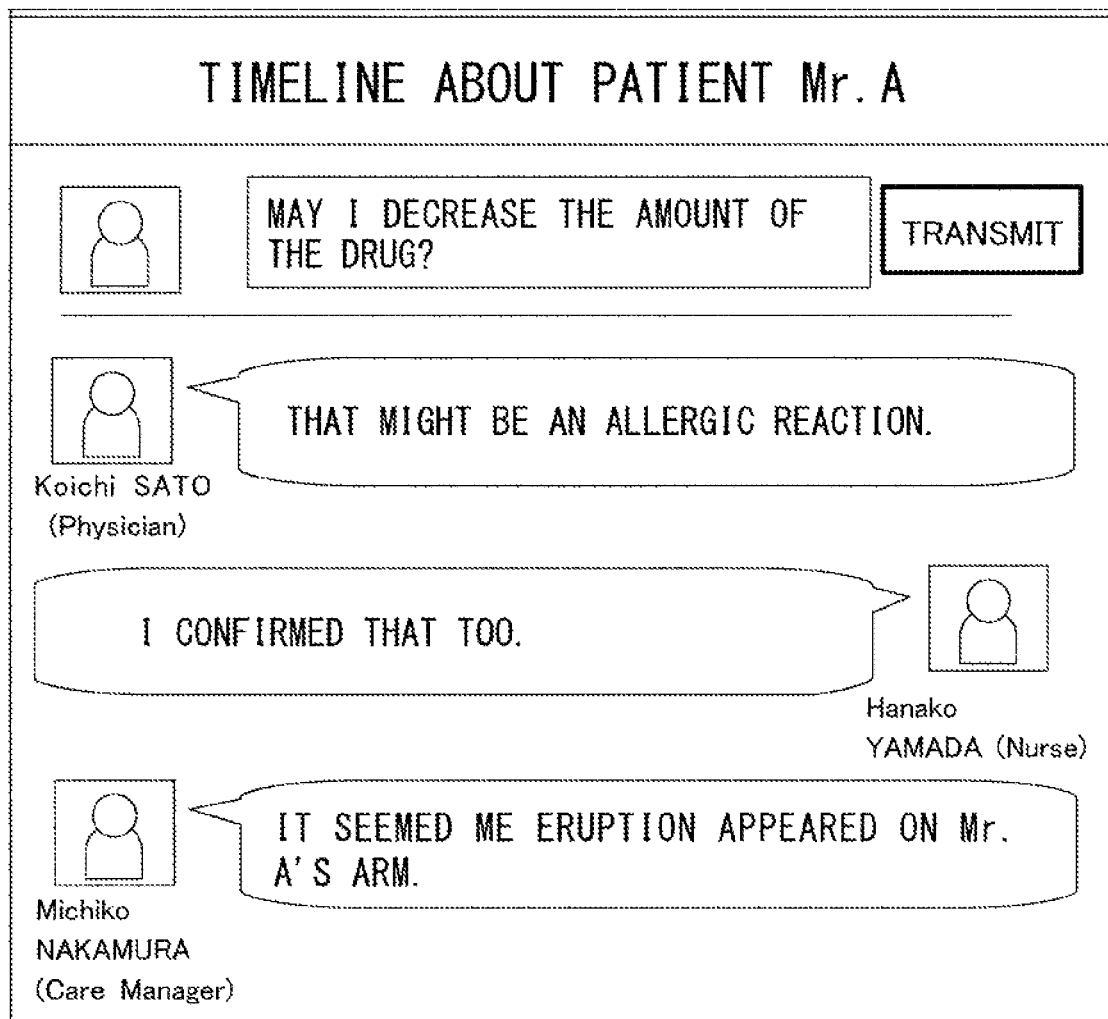 TIMELINE ABOUT PATIENT Mr. A
MAY I DECREASE THE AMOUNT OF
THE DRUG?
TRANSMIT
THAT MIGHT BE AN ALLERGIC REACTION.
Koichi SATO
(Physician)
I CONFIRMED THAT TOO.
Hanako
YAMADA (Nurse)
IT SEEMED ME ERUPTION APPEARED ON Mr.
A'S ARM.
Michiko
NAKAMURA
(Care Manager)